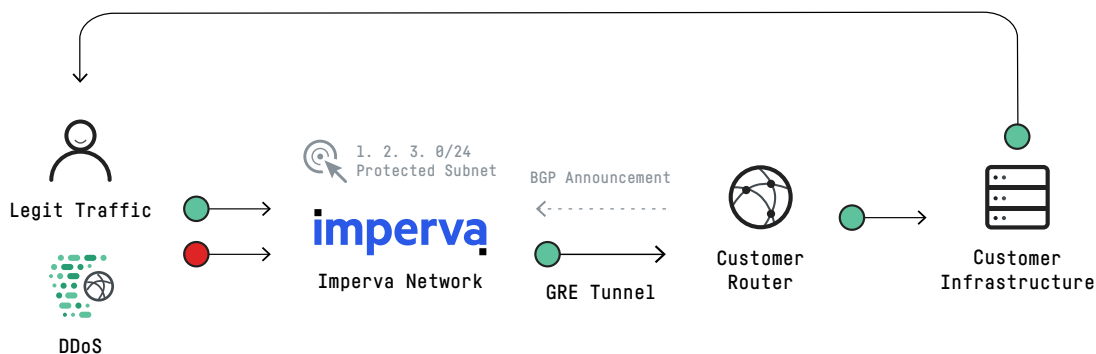 Legit Traffic
DDoS
1. 2. 3. 0/24
Protected Subnet
imperva
Imperva Network
BGP Announcement
GRE Tunnel
Customer
Router
Customer
Infrastructure